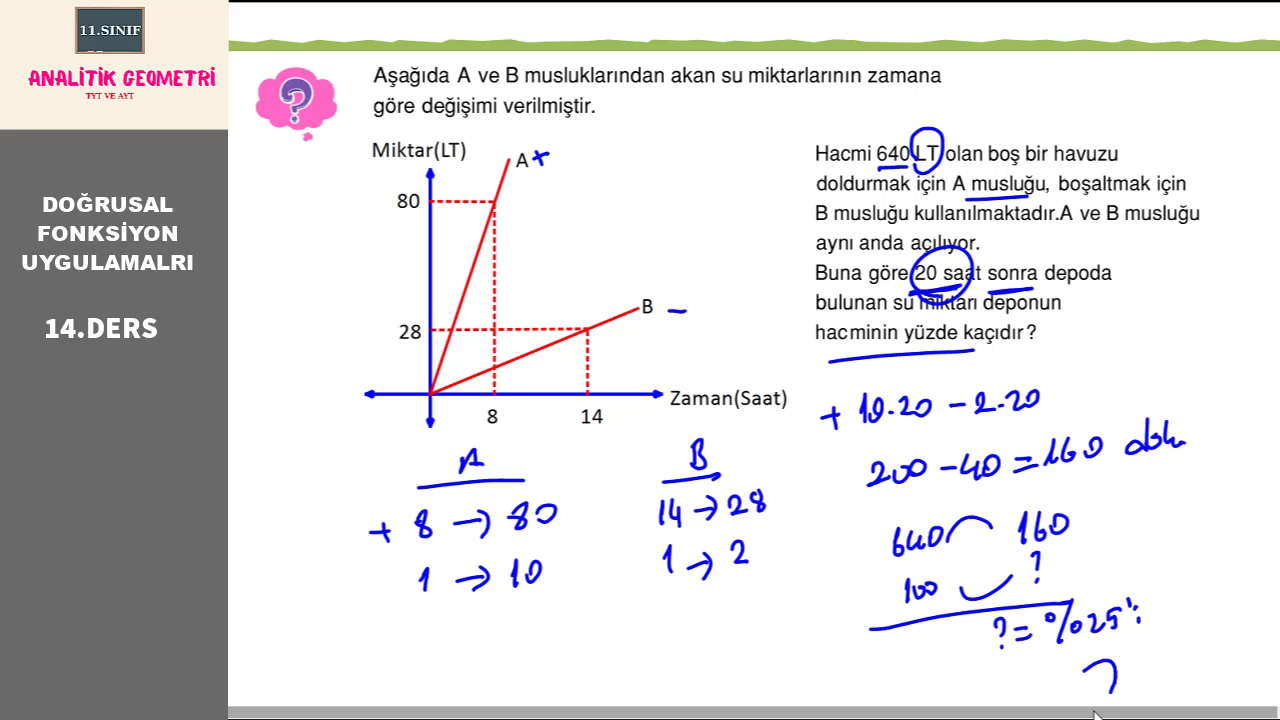 11.SINIF
ANALİTİK GEOMETRİ
TYT VE AYT
DOĞRUSAL
FONKSİYON
UYGULAMALRI
14.DERS
?
Aşağıda A ve B musluklarından akan su miktarlarının zamana
göre değişimi verilmiştir.
Miktar(LT)
A +
80
B −
28
Zaman(Saat)
8 14
Hacmi 640 LT olan boş bir havuzu
doldurmak için A musluğu, boşaltmak için
B musluğu kullanılmaktadır.A ve B musluğu
aynı anda açılıyor.
Buna göre 20 saat sonra depoda
bulunan su miktarı deponun
hacminin yüzde kaçıdır?
A
+ 8 → 80
1 → 10
B
14 → 28
1 → 2
+ 10.20 − 2.20
200 − 40 = 160 dolu
640 160
100 ?
? = %25